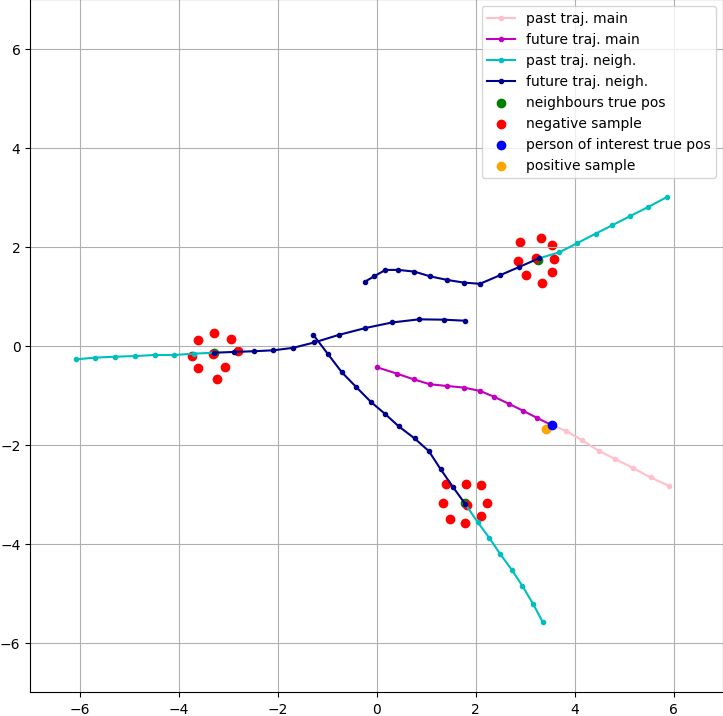 past traj. main
future traj. main
past traj. neigh.
future traj. neigh.
neighbours true pos
negative sample
person of interest true pos
positive sample
6
4
2
0
−2
−4
−6
−6 −4 −2 0 2 4 6